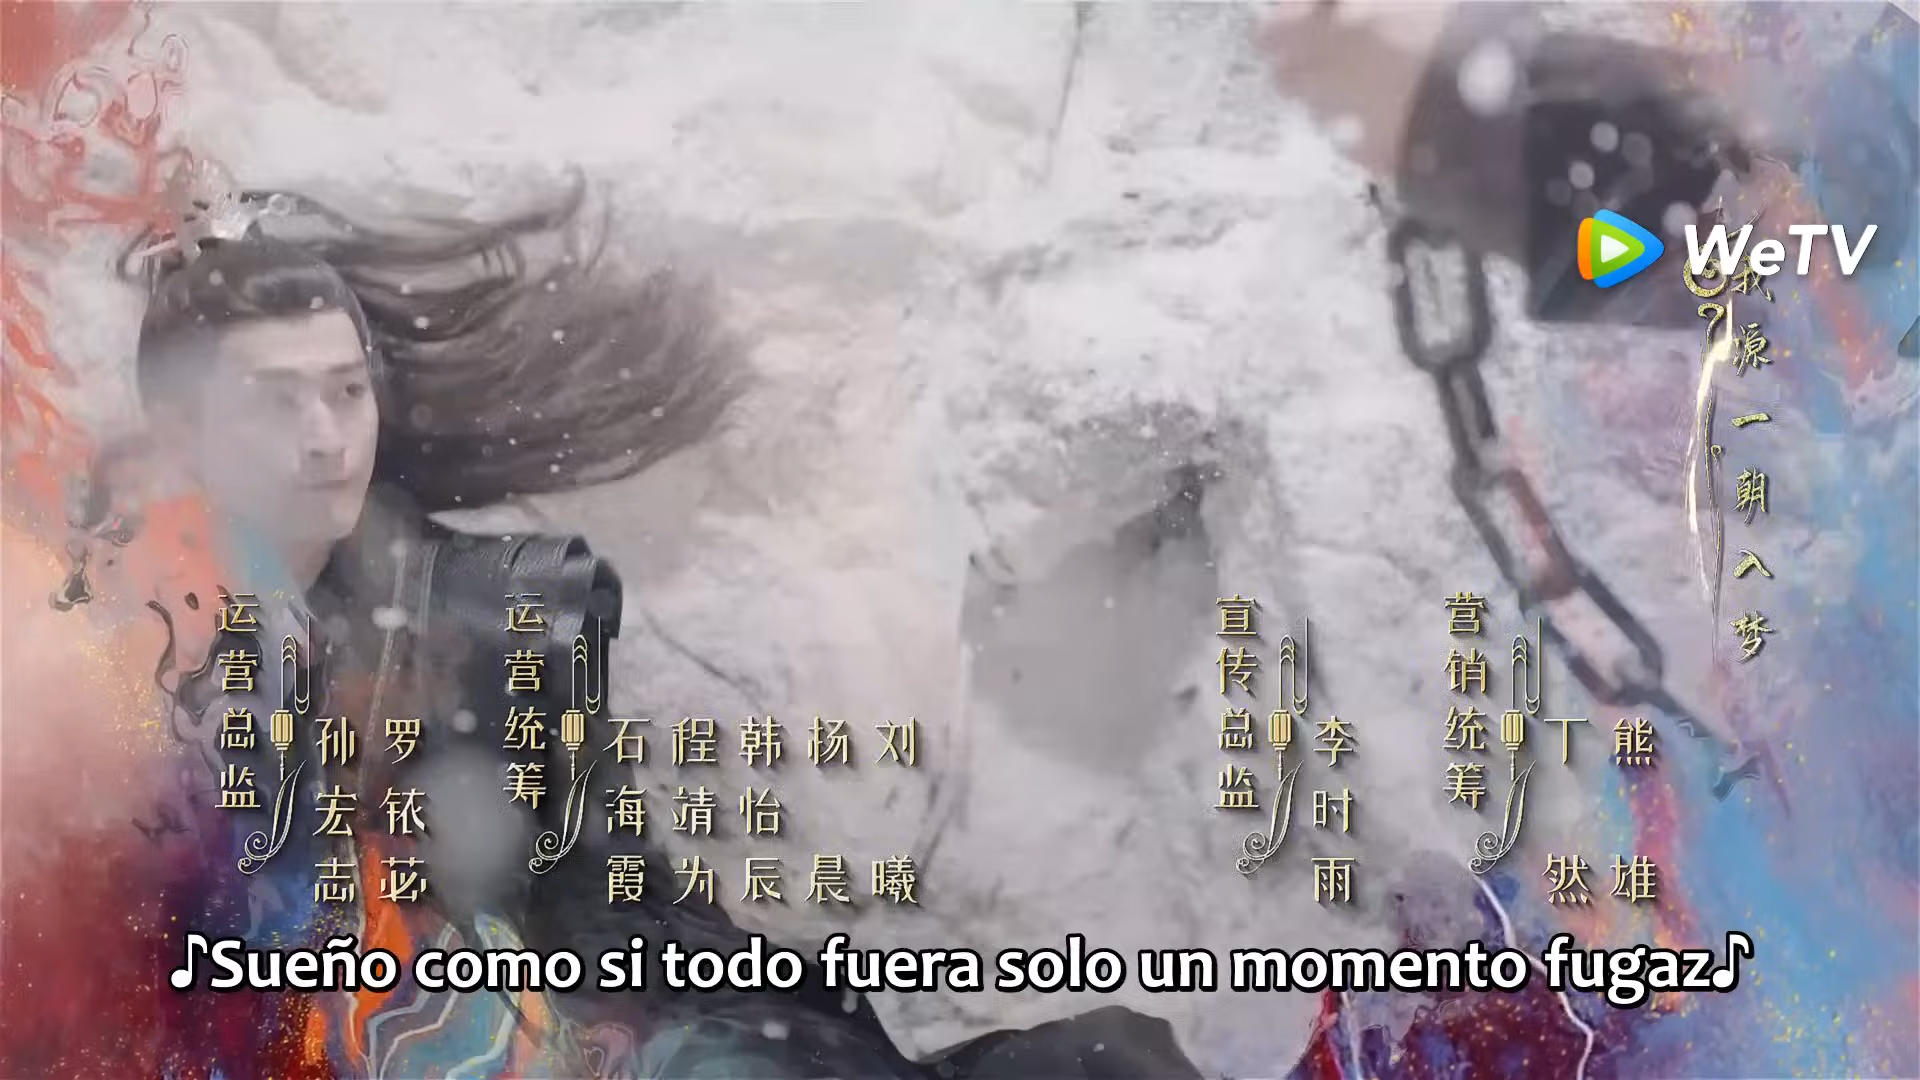 WeTV
我源一朝入梦
运营总监
孙宏志
罗铱苾
运营统筹
石海霞
程靖为
韩怡辰
杨晨
刘曦
宣传总监
李时雨
营销统筹
丁然
熊雄
♪Sueño como si todo fuera solo un momento fugaz♪